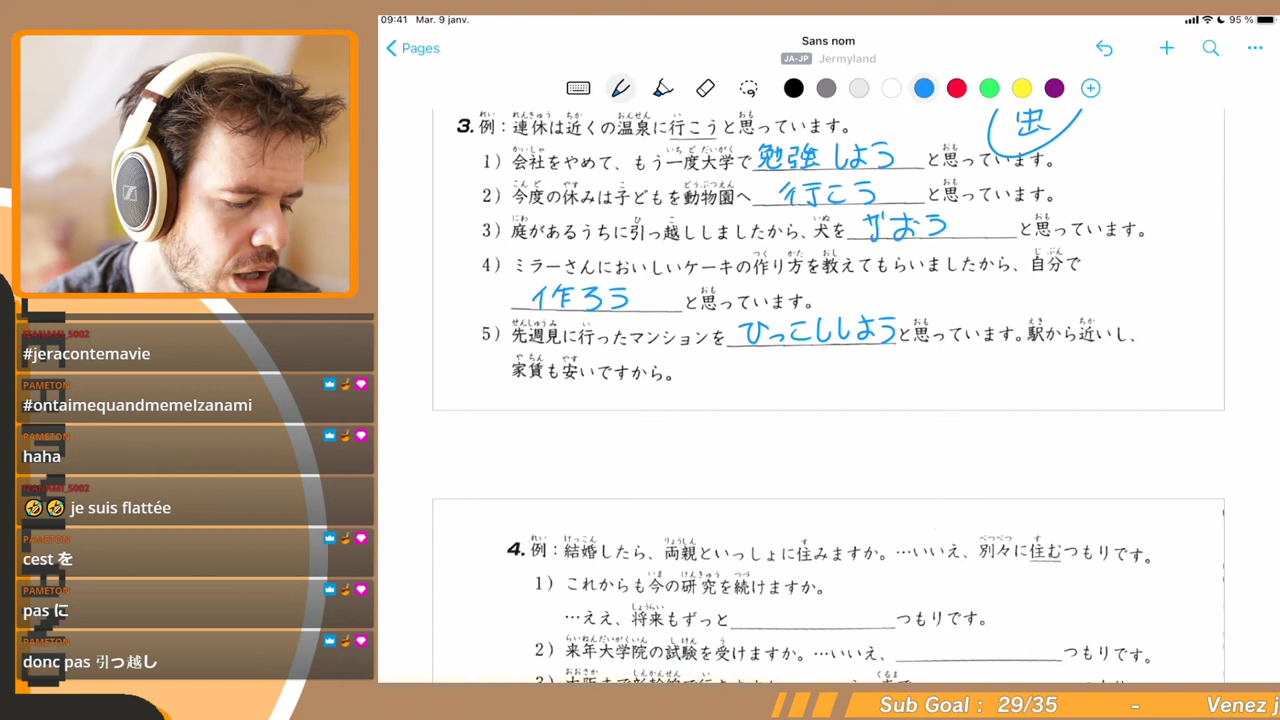 09:41 Mar. 9 janv.
95 %
Pages
Sans nom
JA-JP Jermyland
出
3. 例：連休は近くの温泉に行こうと思っています。
1）会社をやめて、もう一度大学で勉強しようと思っています。
2）今度の休みは子どもを動物園へ行こうと思っています。
3）庭があるうちに引っ越ししましたから、犬を
おうと思っています。
4）ミラーさんにおいしいケーキの作り方を教えてもらいましたから、自分で
作ろうと思っています。
5）先週見に行ったマンションをひっこししようと思っています。駅から近いし、
家賃も安いですから。
4. 例：結婚したら、両親といっしょに住みますか。…いいえ、別々に住むつもりです。
1）これからも今の研究を続けますか。
…ええ、将来もずっと つもりです。
2）来年大学院の試験を受けますか。…いいえ、 つもりです。
IZANAMI_5002
#jeracontemavie
PAMETON
#ontaimequandmemeIzanami
PAMETON
haha
IZANAMI_5002
je suis flattée
PAMETON
cest を
PAMETON
pas に
PAMETON
donc pas 引っ越し
Sub Goal : 29/35 - Venez j